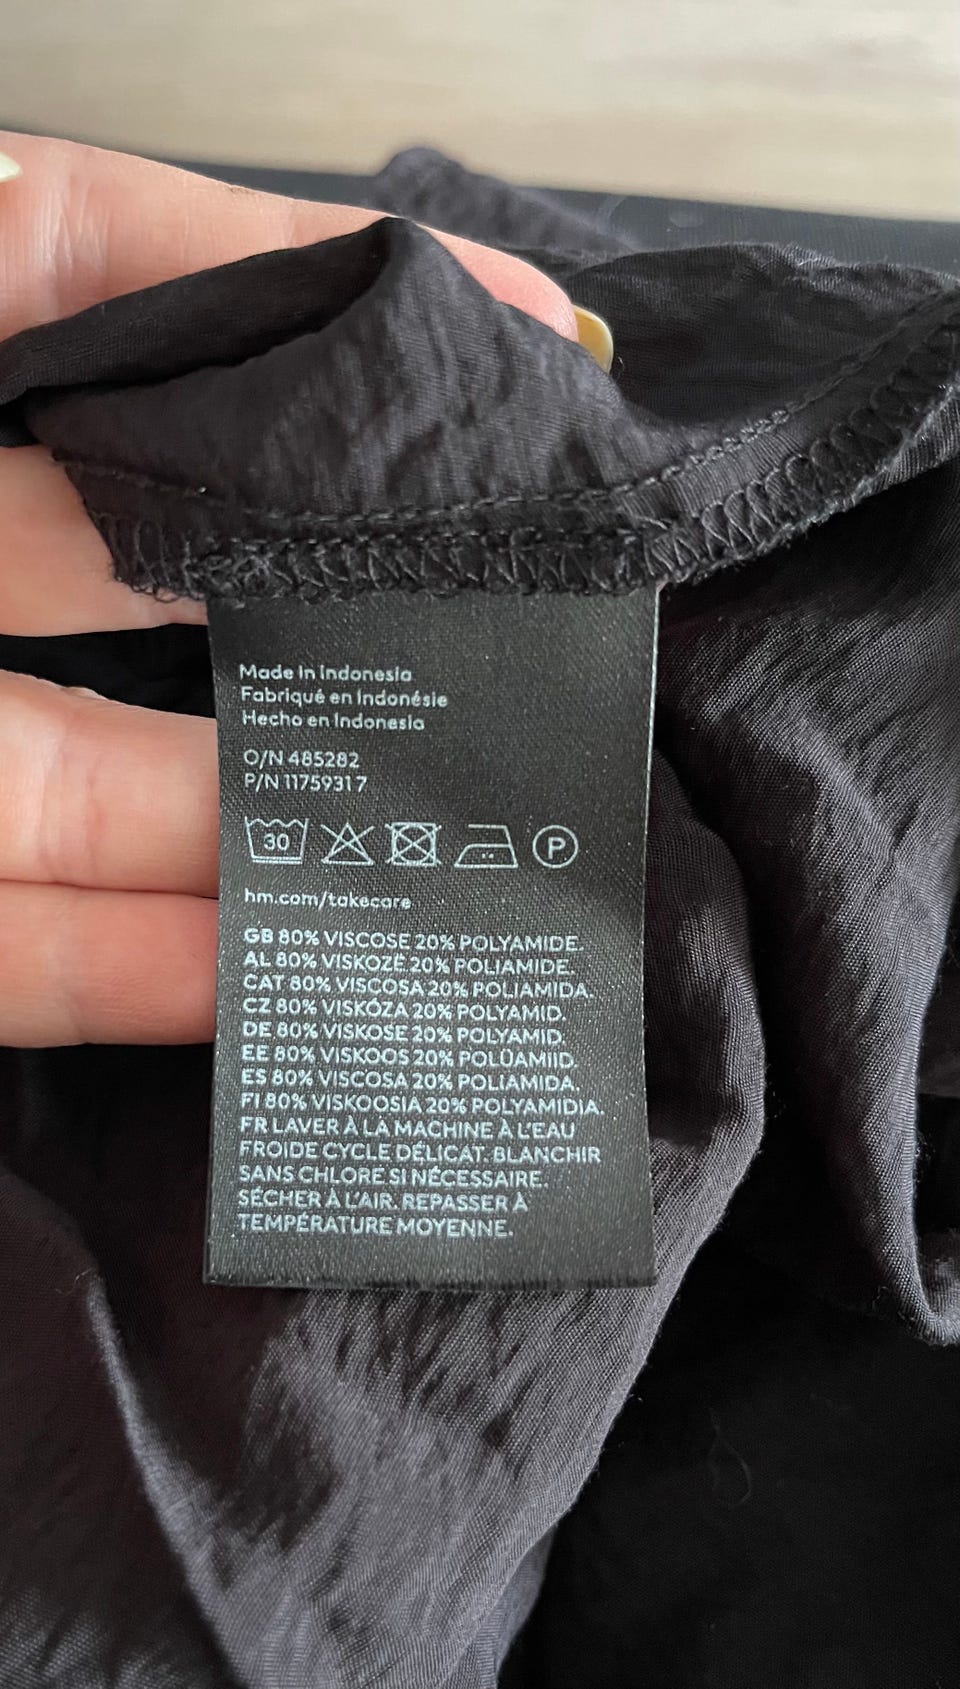 Made in Indonesia
Fabriqué en Indonésie
Hecho en Indonesia
O/N 485282
P/N 11759317
30 P
hm.com/takecare
GB 80% VISCOSE 20% POLYAMIDE.
AL 80% VISKOZË 20% POLIAMIDE.
CAT 80% VISCOSA 20% POLIAMIDA.
CZ 80% VISKÓZA 20% POLYAMID.
DE 80% VISKOSE 20% POLYAMID.
EE 80% VISKOOS 20% POLÜAMIID.
ES 80% VISCOSA 20% POLIAMIDA.
FI 80% VISKOOSIA 20% POLYAMIDIA.
FR LAVER À LA MACHINE À L'EAU
FROIDE CYCLE DÉLICAT. BLANCHIR
SANS CHLORE SI NÉCESSAIRE.
SÉCHER À L'AIR. REPASSER À
TEMPÉRATURE MOYENNE.